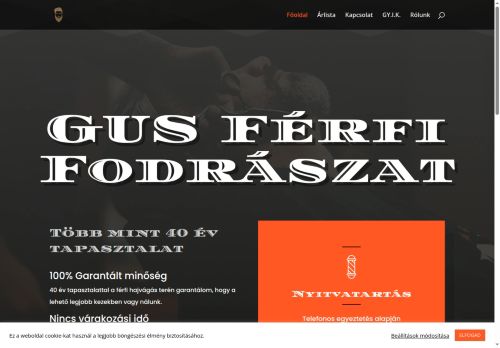 Főoldal Árlista Kapcsolat GY.I.K. Rólunk
Gus Férfi
Fodrászat
Több mint 40 év
tapasztalat
100% Garantált minőség
40 év tapasztalattal a férfi hajvágás terén garantálom, hogy a
lehető legjobb kezekben vagy nálunk.
Nincs várakozási idő
Nyitvatartás
Telefonos egyeztetés alapján
Ez a weboldal cookie-kat használ a legjobb böngészési élmény biztosításához.
Beállítások módosítása
ELFOGAD